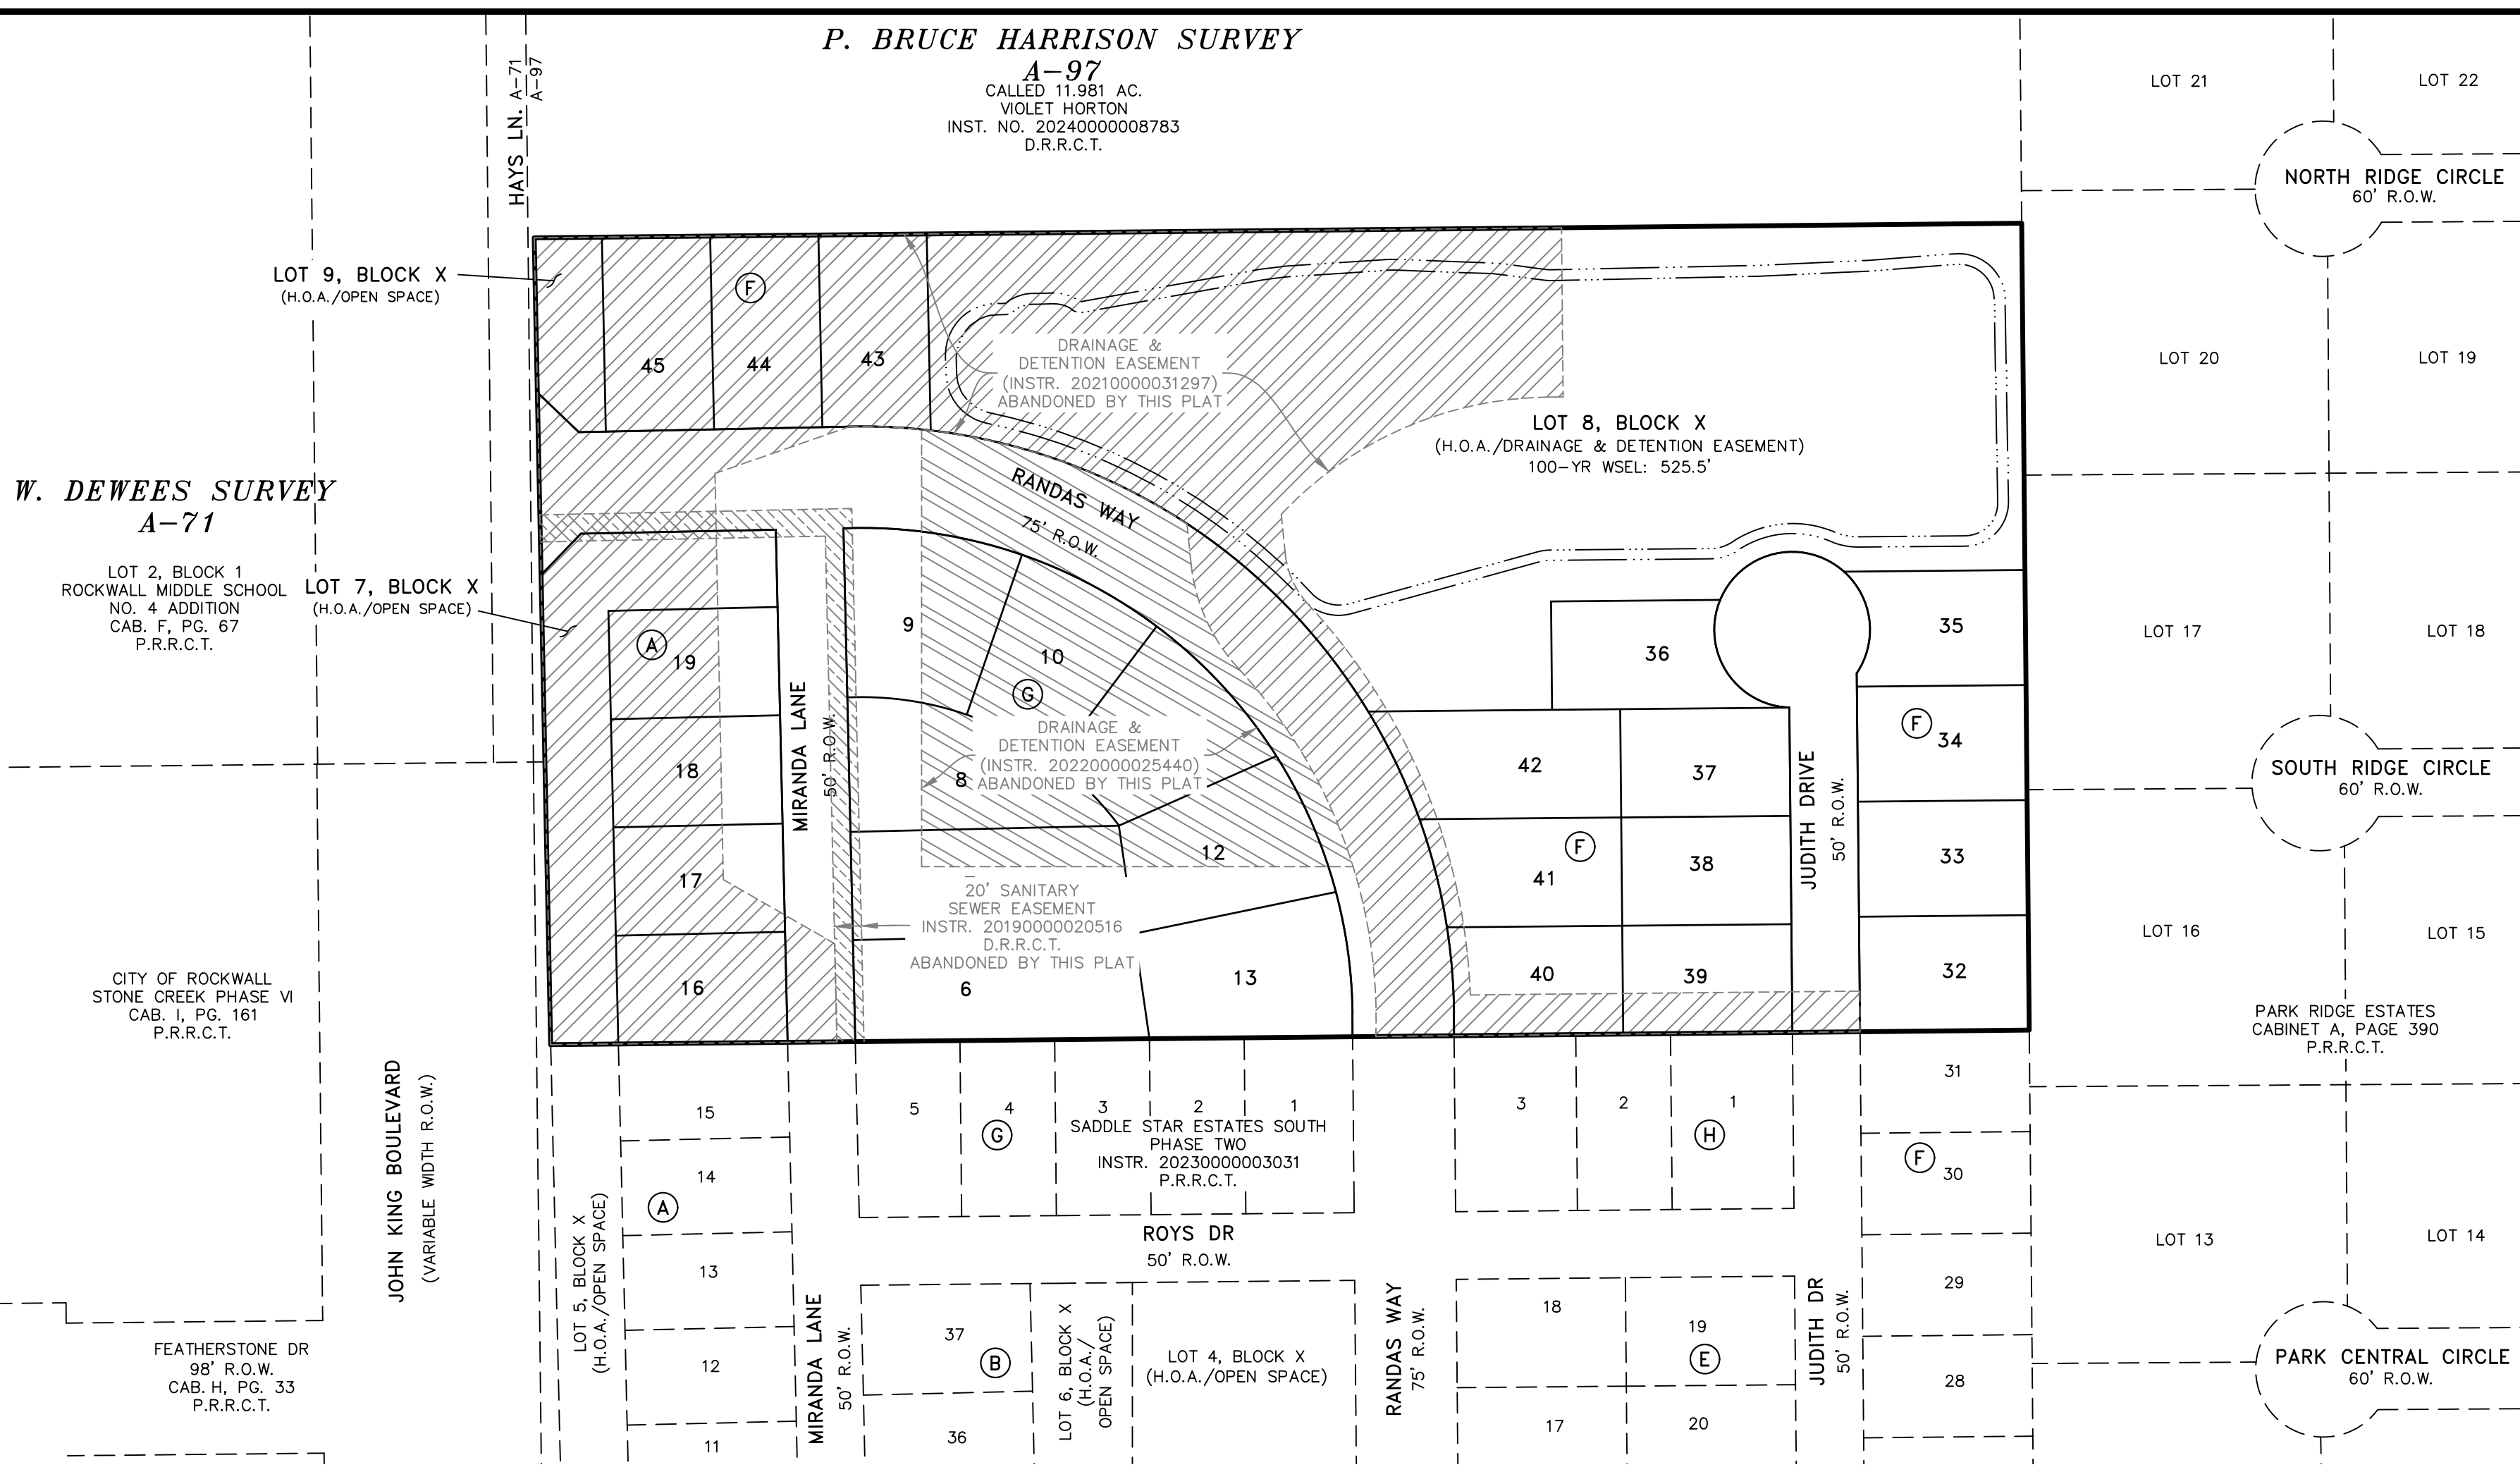 P. BRUCE HARRISON SURVEY
A-97
CALLED 11.981 AC.
VIOLET HORTON
INST. NO. 20240000008783
D.R.R.C.T.
HAYS LN.
A-71
A-97
LOT 21
LOT 22
NORTH RIDGE CIRCLE
60' R.O.W.
LOT 9, BLOCK X
(H.O.A./OPEN SPACE)
F
45
44
43
DRAINAGE &
DETENTION EASEMENT
(INSTR. 20210000031297)
ABANDONED BY THIS PLAT
LOT 8, BLOCK X
(H.O.A./DRAINAGE & DETENTION EASEMENT)
100-YR WSEL: 525.5'
LOT 20
LOT 19
W. DEWEES SURVEY
A-71
RANDAS WAY
75' R.O.W.
LOT 2, BLOCK 1
ROCKWALL MIDDLE SCHOOL
NO. 4 ADDITION
CAB. F, PG. 67
P.R.R.C.T.
LOT 7, BLOCK X
(H.O.A./OPEN SPACE)
A
19
18
17
16
MIRANDA LANE
50' R.O.W.
9
10
G
DRAINAGE &
DETENTION EASEMENT
(INSTR. 20220000025440)
ABANDONED BY THIS PLAT
8
12
20' SANITARY
SEWER EASEMENT
INSTR. 20190000020516
D.R.R.C.T.
ABANDONED BY THIS PLAT
6
13
36
42
37
F
41
38
40
39
JUDITH DRIVE
50' R.O.W.
35
F
34
33
32
LOT 17
LOT 18
SOUTH RIDGE CIRCLE
60' R.O.W.
LOT 16
LOT 15
PARK RIDGE ESTATES
CABINET A, PAGE 390
P.R.R.C.T.
CITY OF ROCKWALL
STONE CREEK PHASE VI
CAB. I, PG. 161
P.R.R.C.T.
JOHN KING BOULEVARD
(VARIABLE WIDTH R.O.W.)
15
14
A
13
12
11
LOT 5, BLOCK X
(H.O.A./OPEN SPACE)
MIRANDA LANE
50' R.O.W.
5
4
3
2
1
G
SADDLE STAR ESTATES SOUTH
PHASE TWO
INSTR. 20230000003031
P.R.R.C.T.
3
2
1
H
ROYS DR
50' R.O.W.
37
B
36
LOT 6, BLOCK X
(H.O.A./
OPEN SPACE)
LOT 4, BLOCK X
(H.O.A./OPEN SPACE)
RANDAS WAY
75' R.O.W.
18
19
E
17
20
JUDITH DR
50' R.O.W.
31
F
30
29
28
LOT 13
LOT 14
PARK CENTRAL CIRCLE
60' R.O.W.
FEATHERSTONE DR
98' R.O.W.
CAB. H, PG. 33
P.R.R.C.T.